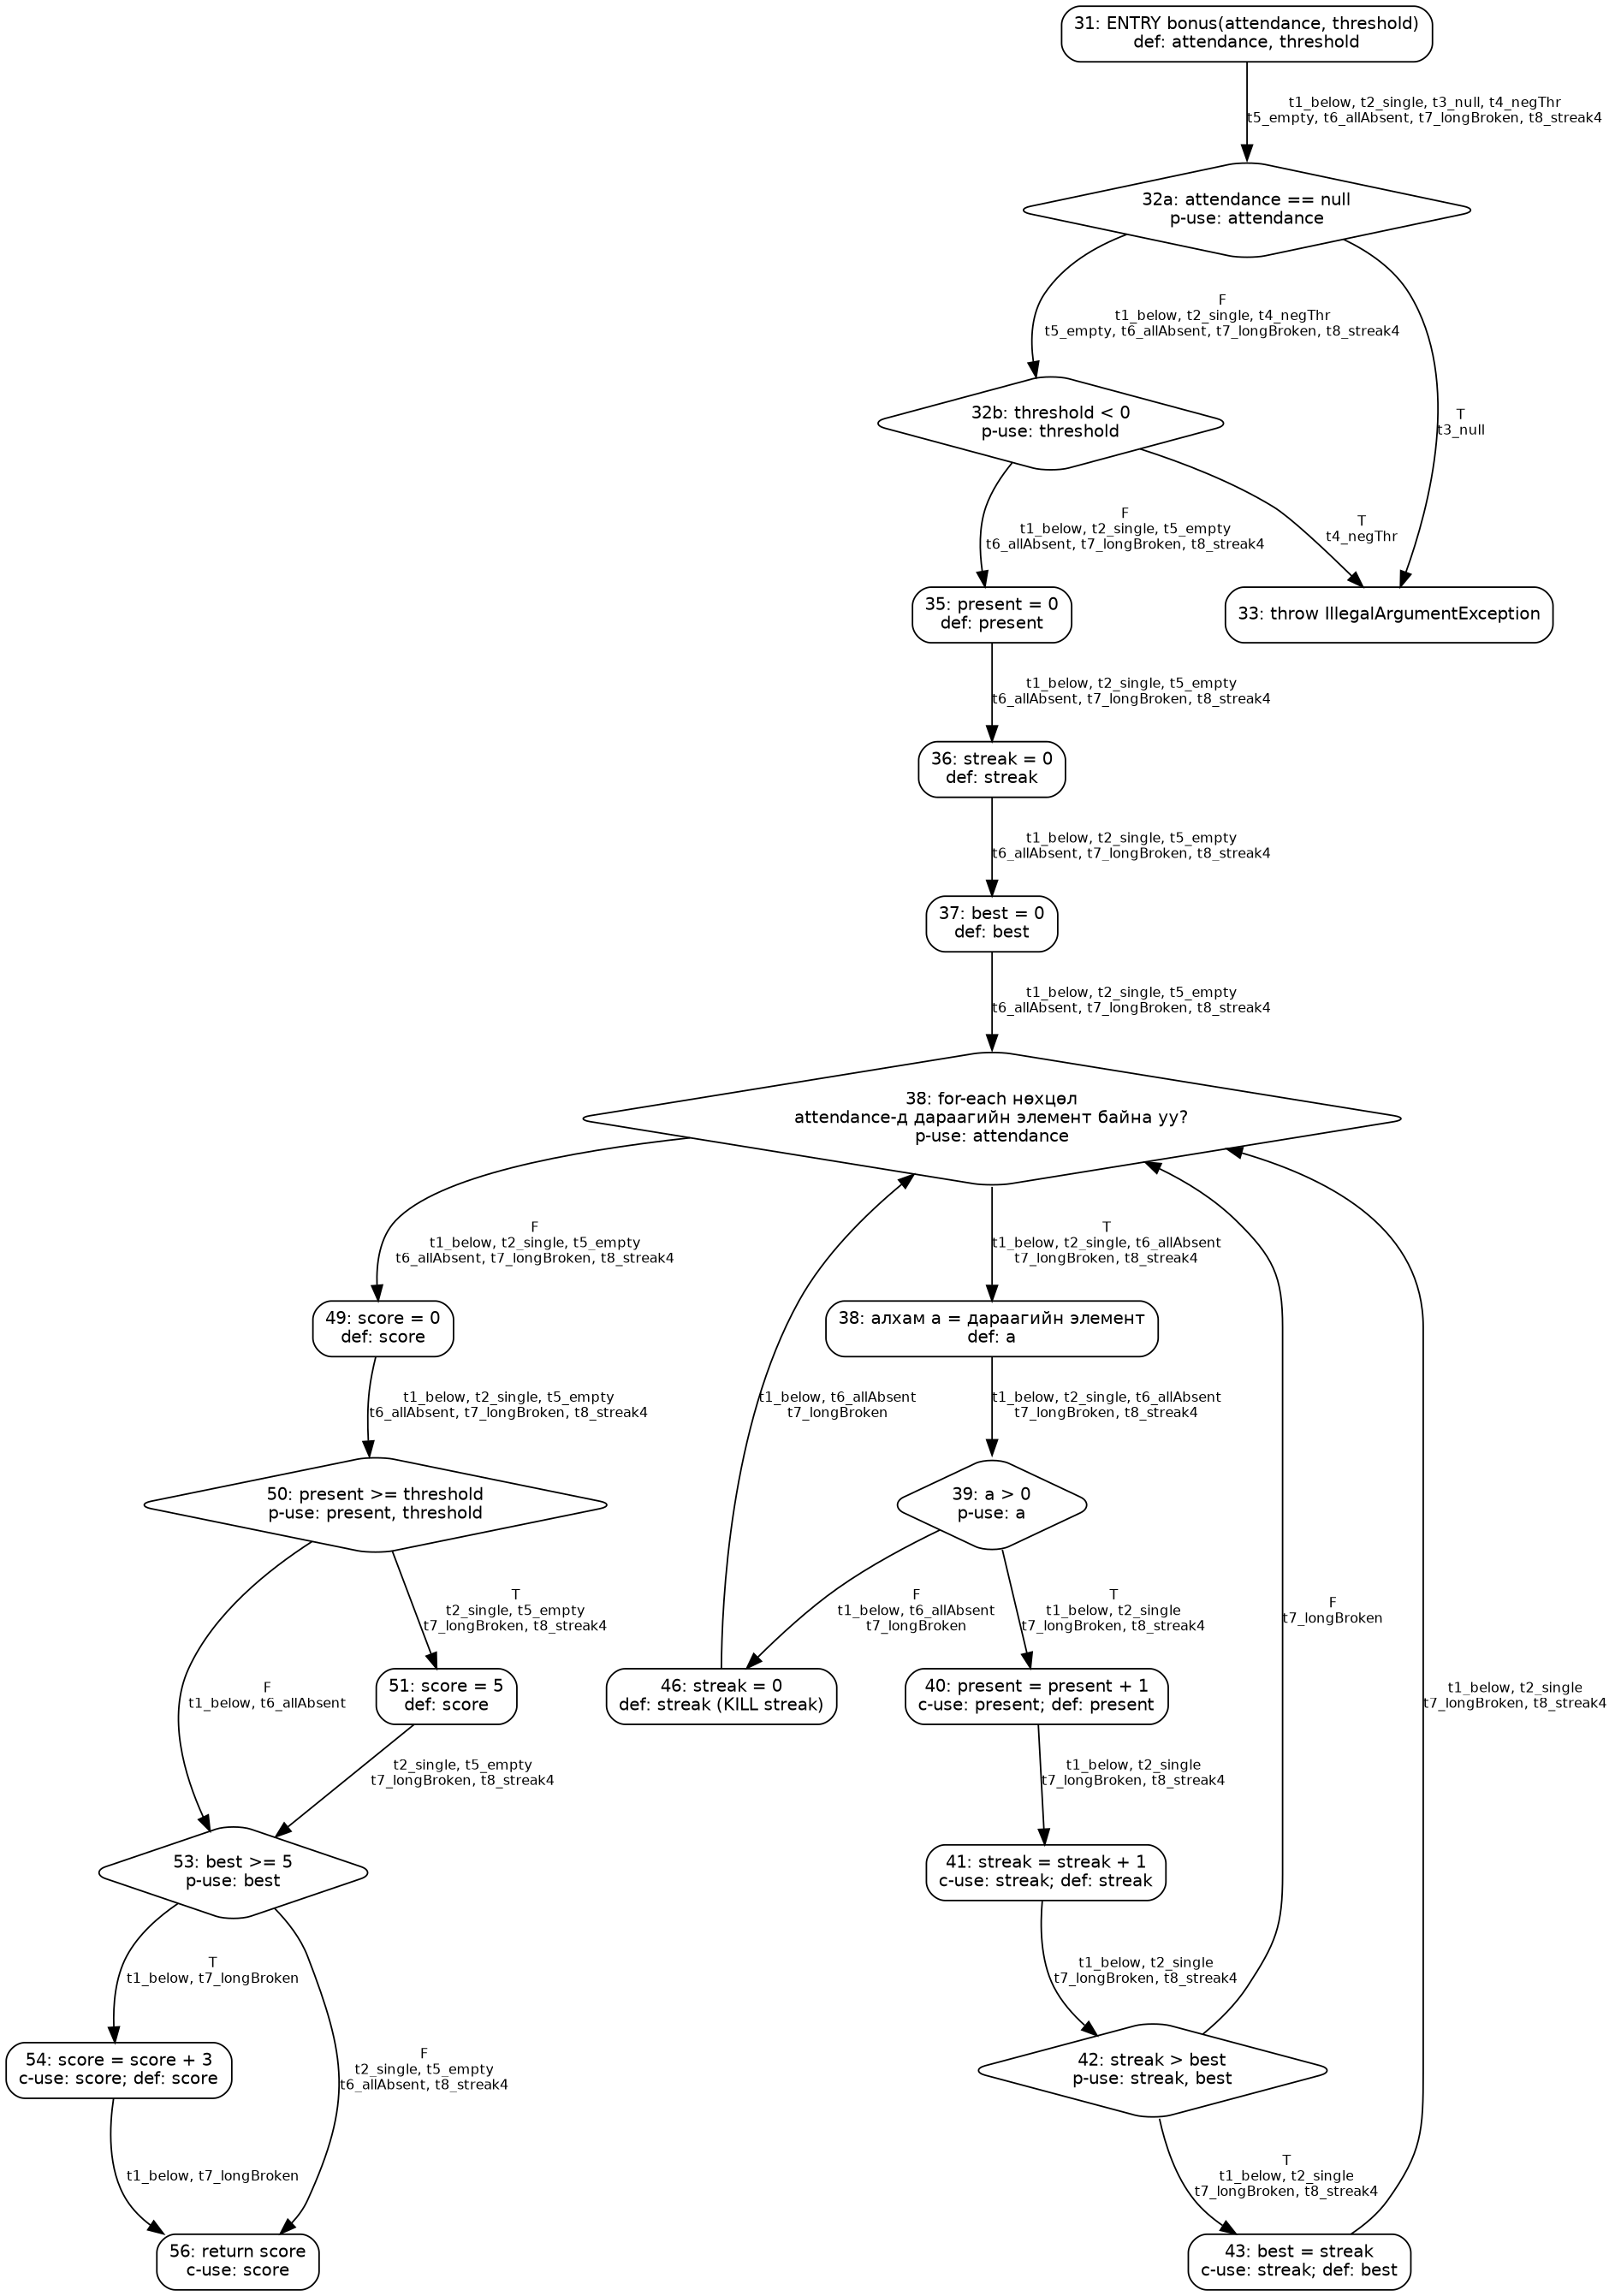 31: ENTRY bonus(attendance, threshold)
def: attendance, threshold
t1_below, t2_single, t3_null, t4_negThr
t5_empty, t6_allAbsent, t7_longBroken, t8_streak4
32a: attendance == null
p-use: attendance
F
t1_below, t2_single, t4_negThr
t5_empty, t6_allAbsent, t7_longBroken, t8_streak4
T
t3_null
32b: threshold < 0
p-use: threshold
F
t1_below, t2_single, t5_empty
t6_allAbsent, t7_longBroken, t8_streak4
T
t4_negThr
35: present = 0
def: present
33: throw IllegalArgumentException
t1_below, t2_single, t5_empty
t6_allAbsent, t7_longBroken, t8_streak4
36: streak = 0
def: streak
t1_below, t2_single, t5_empty
t6_allAbsent, t7_longBroken, t8_streak4
37: best = 0
def: best
t1_below, t2_single, t5_empty
t6_allAbsent, t7_longBroken, t8_streak4
38: for-each нөхцөл
attendance-д дараагийн элемент байна уу?
p-use: attendance
F
t1_below, t2_single, t5_empty
t6_allAbsent, t7_longBroken, t8_streak4
T
t1_below, t2_single, t6_allAbsent
t7_longBroken, t8_streak4
49: score = 0
def: score
38: алхам a = дараагийн элемент
def: a
t1_below, t2_single, t5_empty
t6_allAbsent, t7_longBroken, t8_streak4
t1_below, t6_allAbsent
t7_longBroken
t1_below, t2_single, t6_allAbsent
t7_longBroken, t8_streak4
50: present >= threshold
p-use: present, threshold
39: a > 0
p-use: a
T
t2_single, t5_empty
t7_longBroken, t8_streak4
F
t1_below, t6_allAbsent
t7_longBroken
T
t1_below, t2_single
t7_longBroken, t8_streak4
F
t7_longBroken
F
t1_below, t6_allAbsent
51: score = 5
def: score
46: streak = 0
def: streak (KILL streak)
40: present = present + 1
c-use: present; def: present
t1_below, t2_single
t7_longBroken, t8_streak4
t2_single, t5_empty
t7_longBroken, t8_streak4
t1_below, t2_single
t7_longBroken, t8_streak4
53: best >= 5
p-use: best
41: streak = streak + 1
c-use: streak; def: streak
T
t1_below, t7_longBroken
t1_below, t2_single
t7_longBroken, t8_streak4
54: score = score + 3
c-use: score; def: score
F
t2_single, t5_empty
t6_allAbsent, t8_streak4
42: streak > best
p-use: streak, best
t1_below, t7_longBroken
T
t1_below, t2_single
t7_longBroken, t8_streak4
56: return score
c-use: score
43: best = streak
c-use: streak; def: best